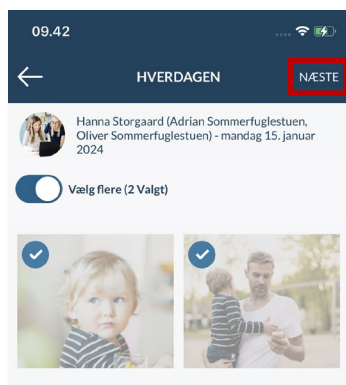 09.42
HVERDAGEN NÆSTE
Hanna Storgaard (Adrian Sommerfuglestuen,
Oliver Sommerfuglestuen) - mandag 15. januar
2024
Vælg flere (2 Valgt)